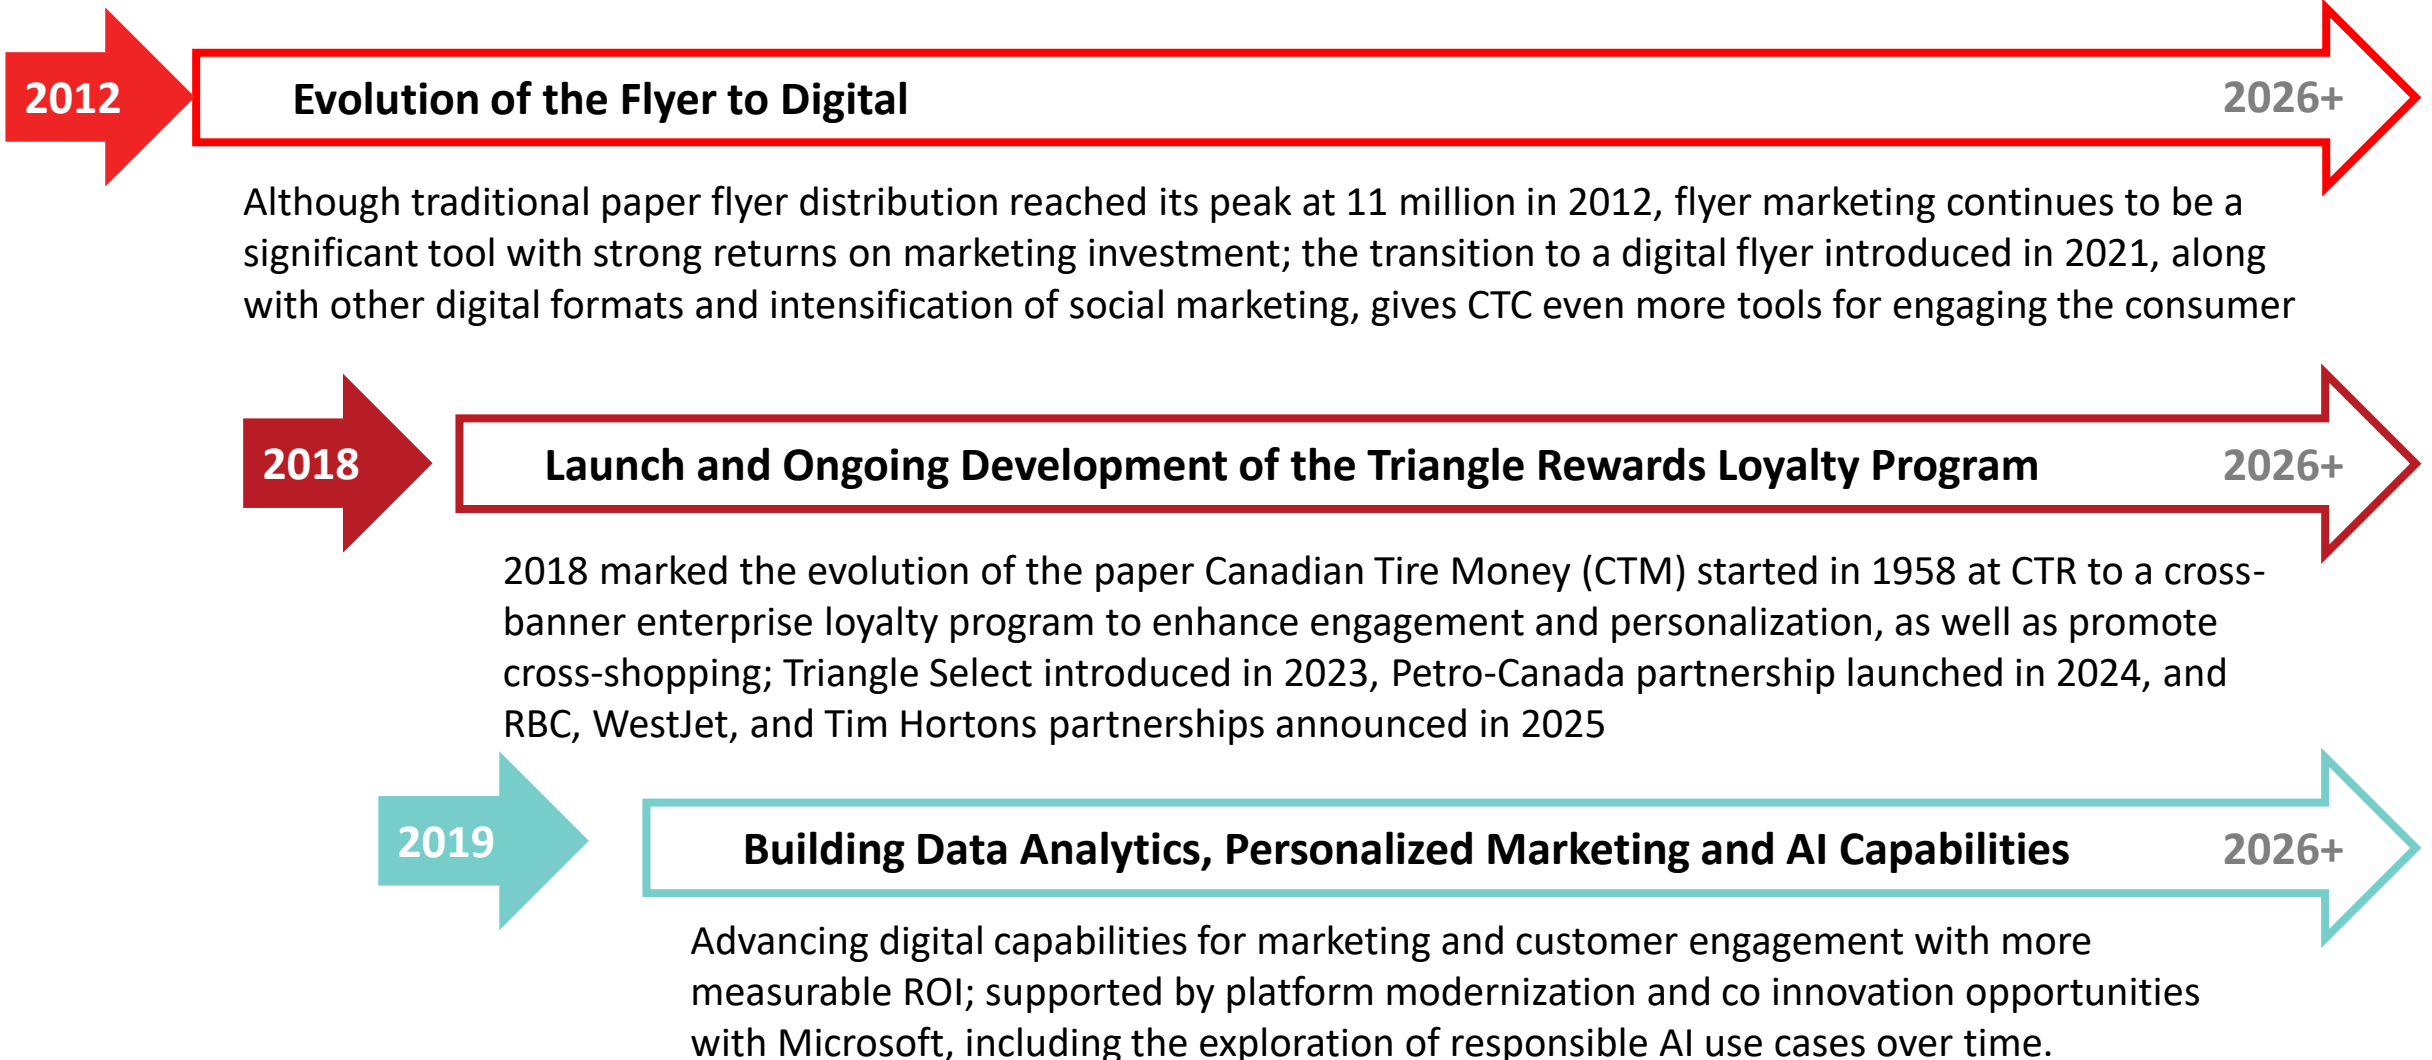 2012
Evolution of the Flyer to Digital
2026+
Although traditional paper flyer distribution reached its peak at 11 million in 2012, flyer marketing continues to be a
significant tool with strong returns on marketing investment; the transition to a digital flyer introduced in 2021, along
with other digital formats and intensification of social marketing, gives CTC even more tools for engaging the consumer
2018
Launch and Ongoing Development of the Triangle Rewards Loyalty Program
2026+
2018 marked the evolution of the paper Canadian Tire Money (CTM) started in 1958 at CTR to a cross-
banner enterprise loyalty program to enhance engagement and personalization, as well as promote
cross-shopping; Triangle Select introduced in 2023, Petro-Canada partnership launched in 2024, and
RBC, WestJet, and Tim Hortons partnerships announced in 2025
2019
Building Data Analytics, Personalized Marketing and AI Capabilities
2026+
Advancing digital capabilities for marketing and customer engagement with more
measurable ROI; supported by platform modernization and co innovation opportunities
with Microsoft, including the exploration of responsible AI use cases over time.